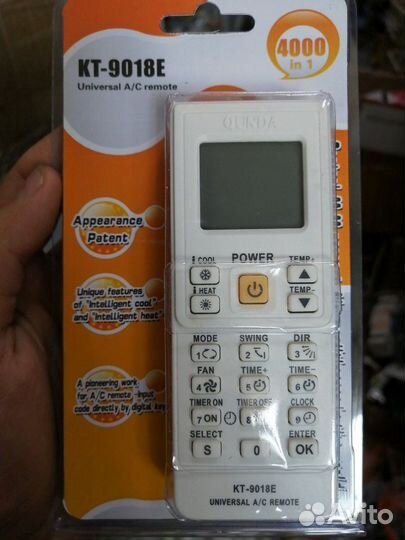 KT-9018E
Universal A/C remote
4000
in 1
QUNDA
Appearance
Patent
Unique features
of "Intelligent cool"
and "Intelligent heat"
A pioneering work
for A/C remote -input
code directly by digital key
i COOL
POWER
TEMP+
i HEAT
TEMP-
MODE
SWING
DIR
1
2
3
FAN
TIME+
TIME-
4
5
6
TIMER ON
TIMER OFF
CLOCK
7 ON
8
9
SELECT
ENTER
S
0
OK
KT-9018E
UNIVERSAL A/C REMOTE
Avito